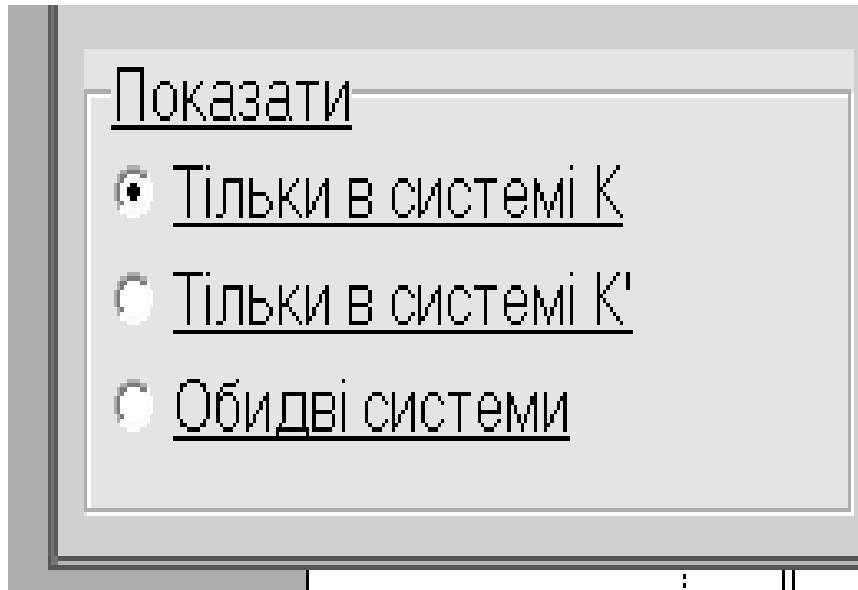 Показати
Тільки в системі К
Тільки в системі К'
Обидві системи